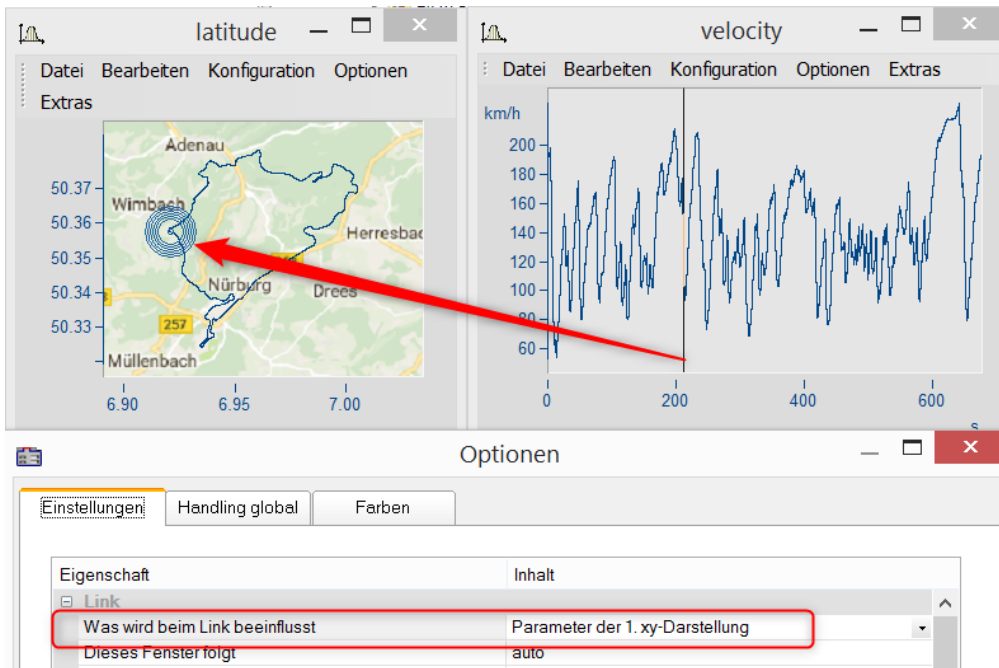 latitude
Datei Bearbeiten Konfiguration Optionen
Extras
50.37
50.36
50.35
50.34
50.33
Adenau
Wimbach
Herresbac
Nürburg
Drees
257
Müllenbach
6.90 6.95 7.00
velocity
Datei Bearbeiten Konfiguration Optionen Extras
km/h
200
180
160
140
120
100
80
60
0 200 400 600
s
Optionen
Einstellungen Handling global Farben
Eigenschaft Inhalt
Link
Was wird beim Link beeinflusst Parameter der 1. xy-Darstellung
Dieses Fenster folgt auto